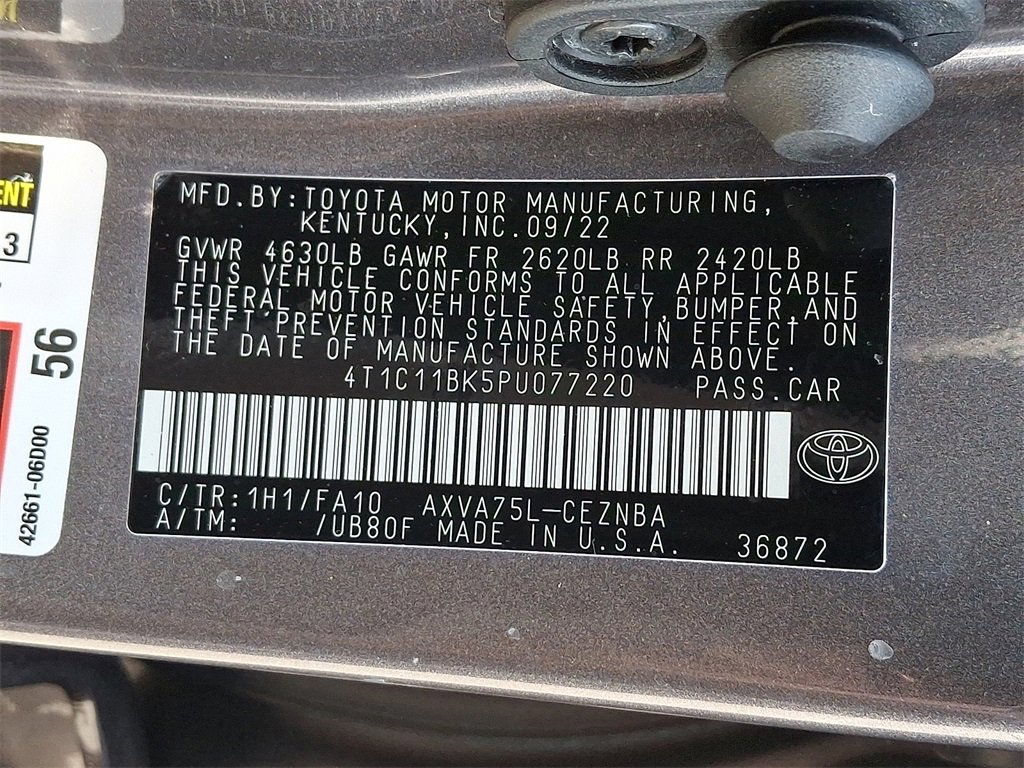 ENT
3
56
42661-06D00
MFD.BY:TOYOTA MOTOR MANUFACTURING,
KENTUCKY,INC.09/22
GVWR 4630LB GAWR FR 2620LB RR 2420LB
THIS VEHICLE CONFORMS TO ALL APPLICABLE
FEDERAL MOTOR VEHICLE SAFETY,BUMPER,AND
THEFT PREVENTION STANDARDS IN EFFECT ON
THE DATE OF MANUFACTURE SHOWN ABOVE.
4T1C11BK5PU077220 PASS.CAR
C/TR:1H1/FA10 AXVA75L-CEZNBA
A/TM: /UB80F MADE IN U.S.A. 36872